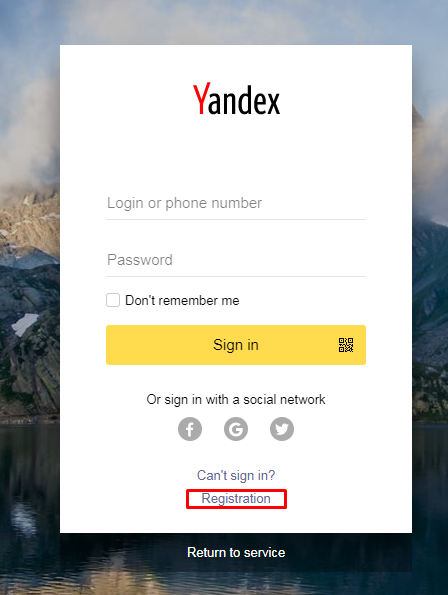 Yandex
Login or phone number
Password
Don't remember me
Sign in
Or sign in with a social network
Can't sign in?
Registration
Return to service